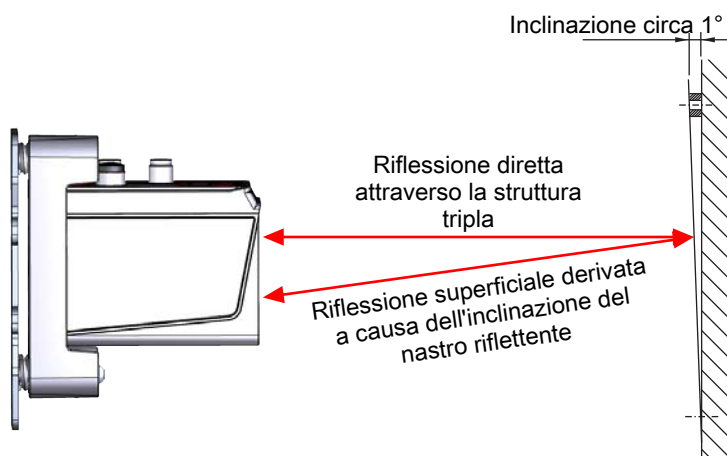 Inclinazione circa 1°
Riflessione diretta
attraverso la struttura
tripla
Riflessione superficiale derivata
a causa dell'inclinazione del
nastro riflettente